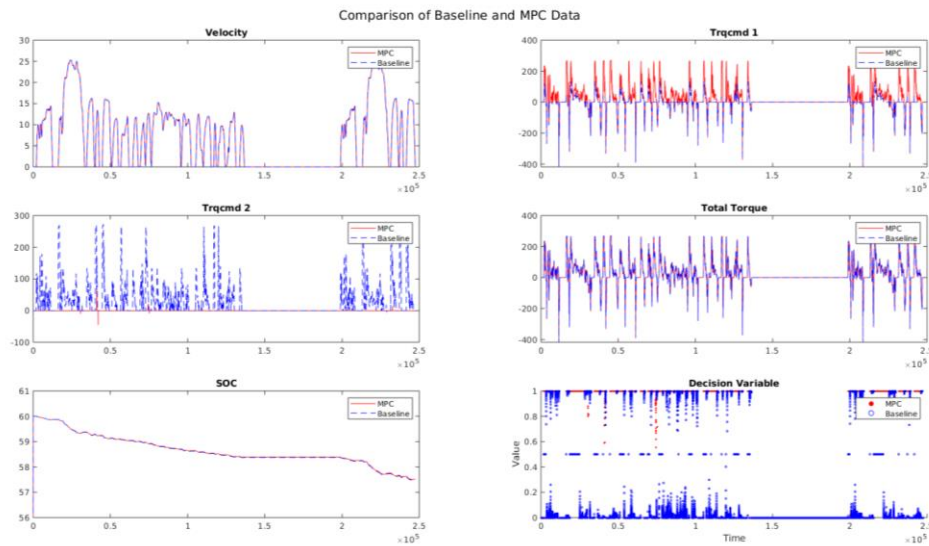 Comparison of Baseline and MPC Data
Velocity
30
25
20
15
10
5
0
0 0.5 1 1.5 2 2.5
×10⁵
MPC
Baseline
Trqcmd 1
400
200
0
-200
-400
0 0.5 1 1.5 2 2.5
×10⁵
MPC
Baseline
Trqcmd 2
300
200
100
0
-100
0 0.5 1 1.5 2 2.5
×10⁵
MPC
Baseline
Total Torque
400
200
0
-200
-400
0 0.5 1 1.5 2 2.5
×10⁵
MPC
Baseline
SOC
61
60
59
58
57
56
0 0.5 1 1.5 2 2.5
×10⁵
MPC
Baseline
Decision Variable
1
0.8
0.6
0.4
0.2
0
Value
0 0.5 1 1.5 2 2.5
Time
×10⁵
MPC
Baseline